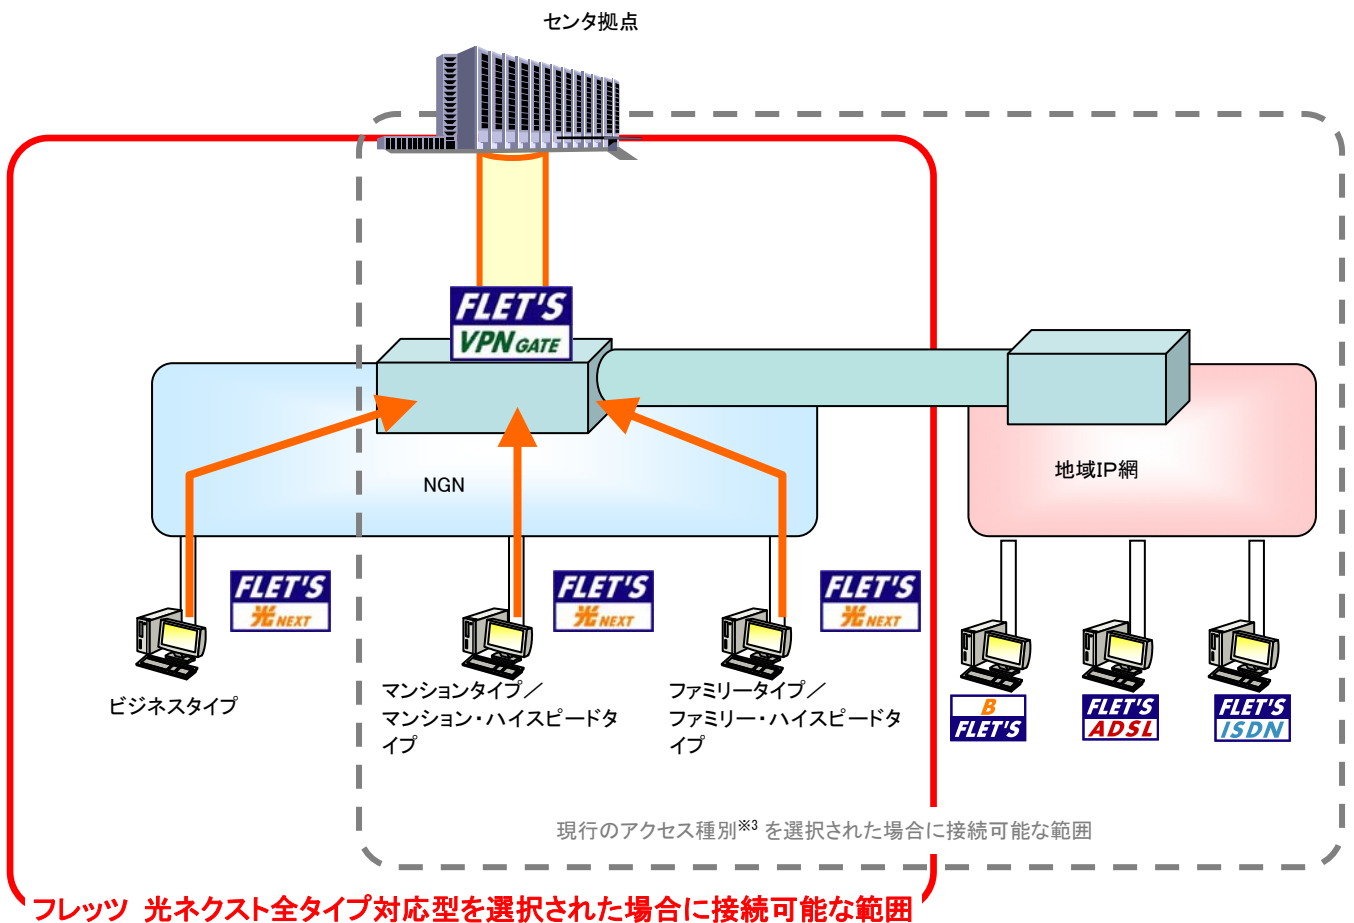 センタ拠点
FLET'S
VPN GATE
NGN
地域IP網
FLET'S
光NEXT
FLET'S
光NEXT
FLET'S
光NEXT
ビジネスタイプ
マンションタイプ／
マンション・ハイスピードタ
イプ
ファミリータイプ／
ファミリー・ハイスピードタ
イプ
B
FLET'S
FLET'S
ADSL
FLET'S
ISDN
現行のアクセス種別※3 を選択された場合に接続可能な範囲
フレッツ 光ネクスト全タイプ対応型を選択された場合に接続可能な範囲